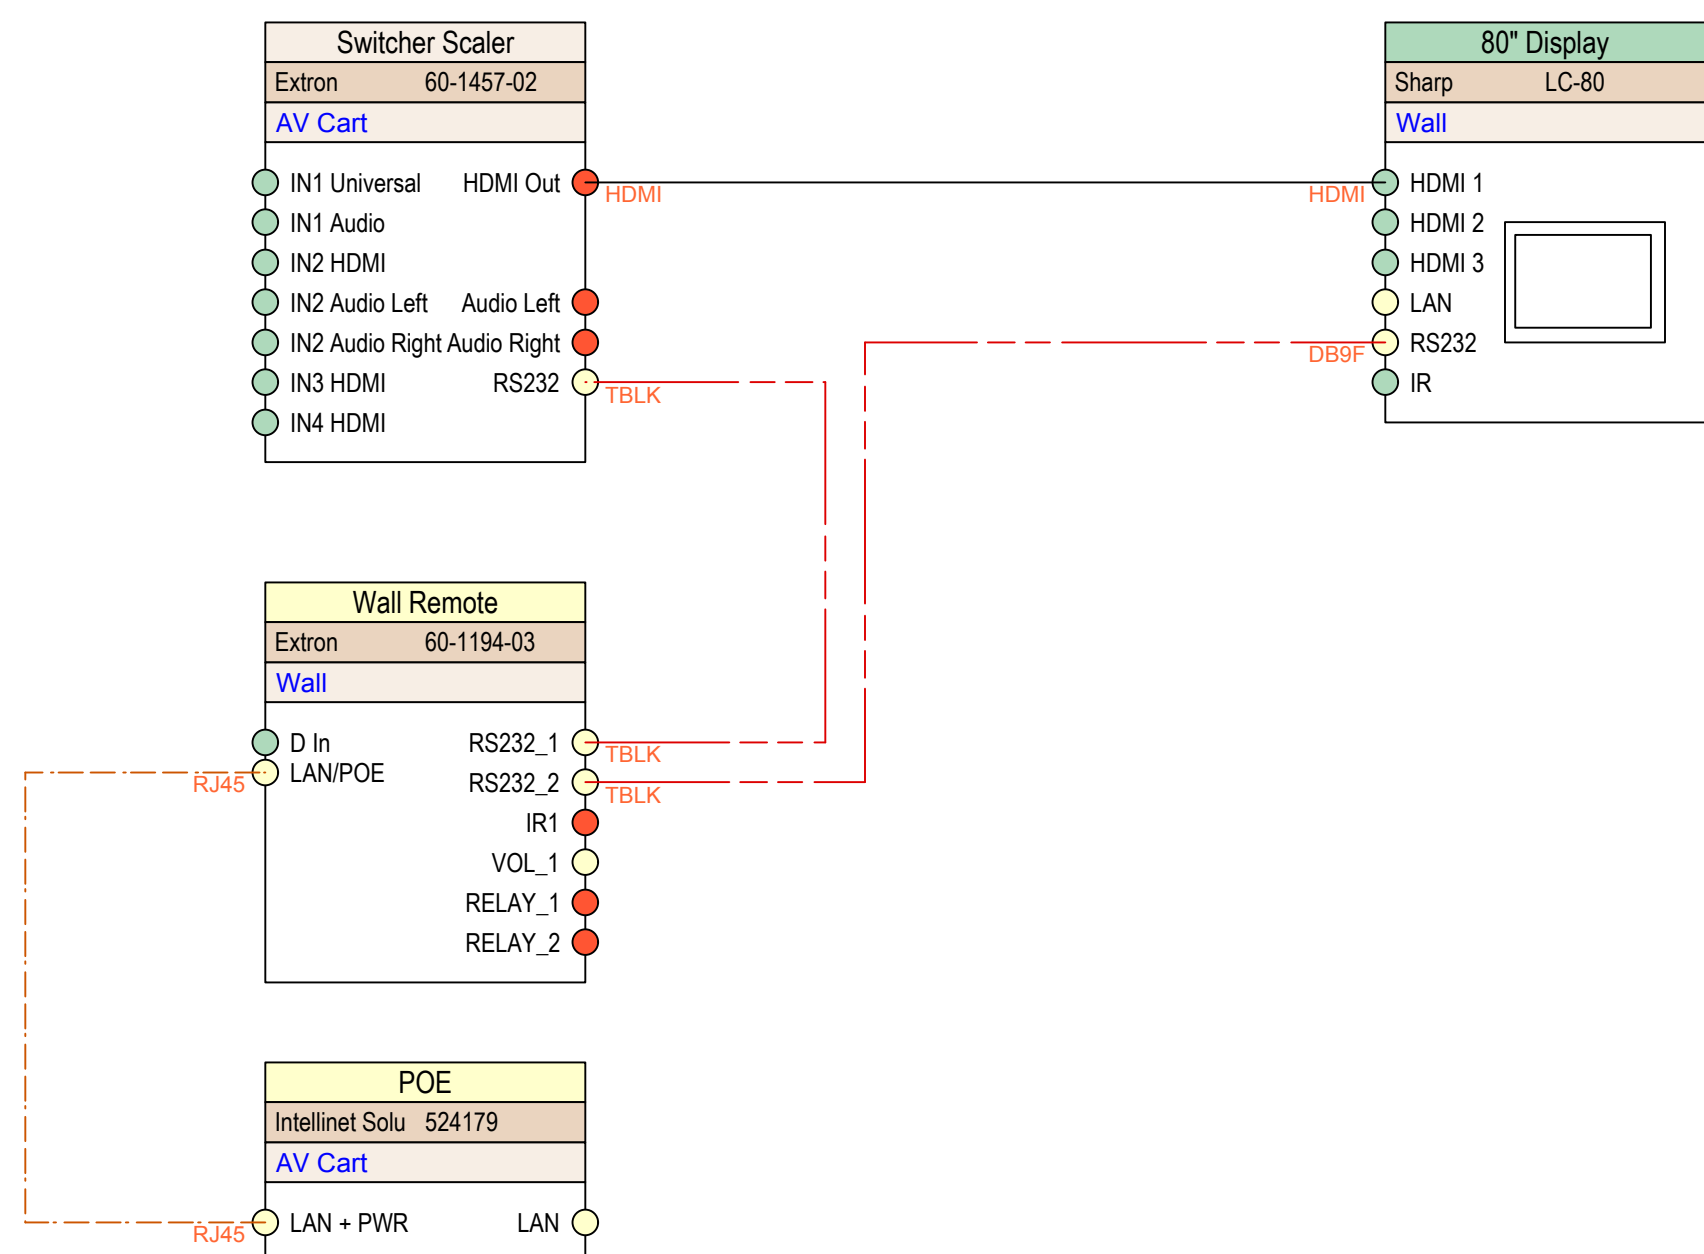 Switcher Scaler
Extron 60-1457-02
AV Cart
IN1 Universal HDMI Out HDMI
IN1 Audio
IN2 HDMI
IN2 Audio Left Audio Left
IN2 Audio Right Audio Right
IN3 HDMI RS232 TBLK
IN4 HDMI
80" Display
Sharp LC-80
Wall
HDMI HDMI 1
HDMI 2
HDMI 3
LAN
DB9F RS232
IR
Wall Remote
Extron 60-1194-03
Wall
D In RS232_1 TBLK
RJ45 LAN/POE RS232_2 TBLK
IR1
VOL_1
RELAY_1
RELAY_2
POE
Intellinet Solu 524179
AV Cart
RJ45 LAN + PWR LAN